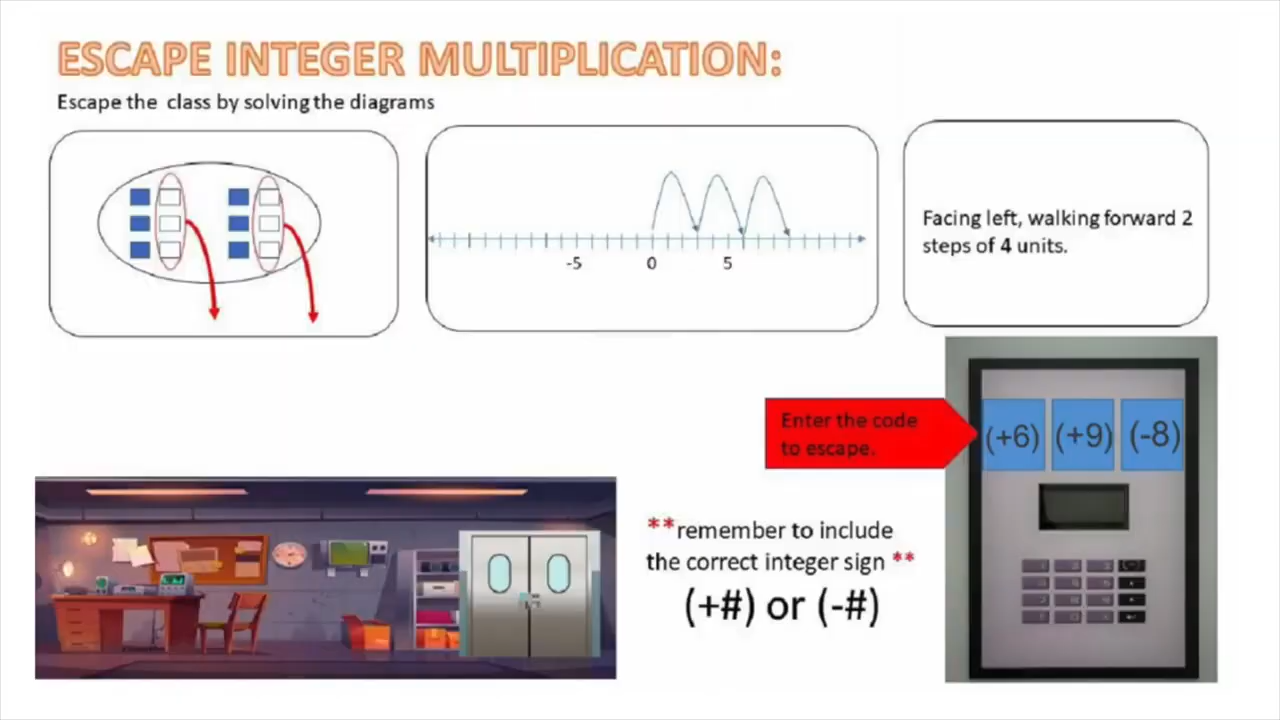 ESCAPE INTEGER MULTIPLICATION:
Escape the class by solving the diagrams
-5 0 5
Facing left, walking forward 2
steps of 4 units.
Enter the code
to escape.
(+6) (+9) (-8)
**remember to include
the correct integer sign **
(+#) or (-#)